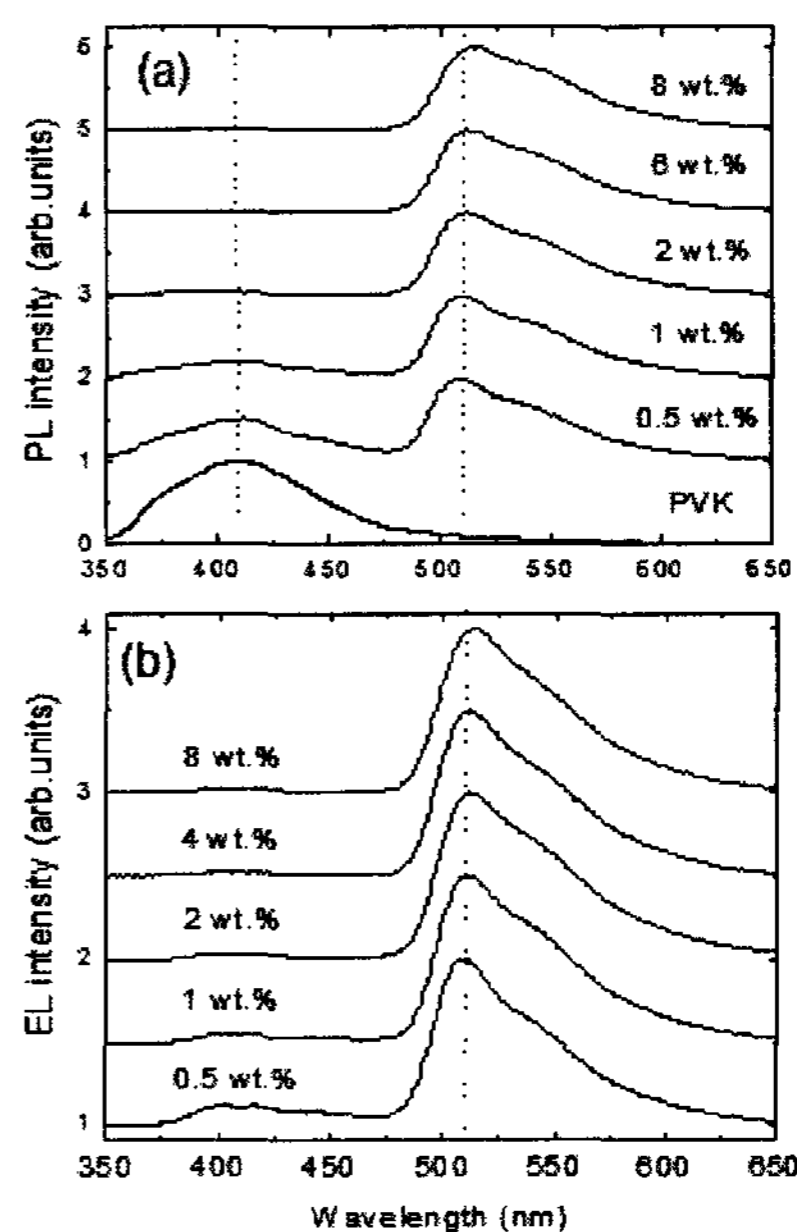 (a)
PL intensity (arb.units)
6
5
4
3
2
1
0
8 wt.%
6 wt.%
2 wt.%
1 wt.%
0.5 wt.%
PVK
350 400 450 500 550 600 650
(b)
EL intensity (arb.units)
4
3
2
1
8 wt.%
4 wt.%
2 wt.%
1 wt.%
0.5 wt.%
350 400 450 500 550 600 650
Wavelength (nm)